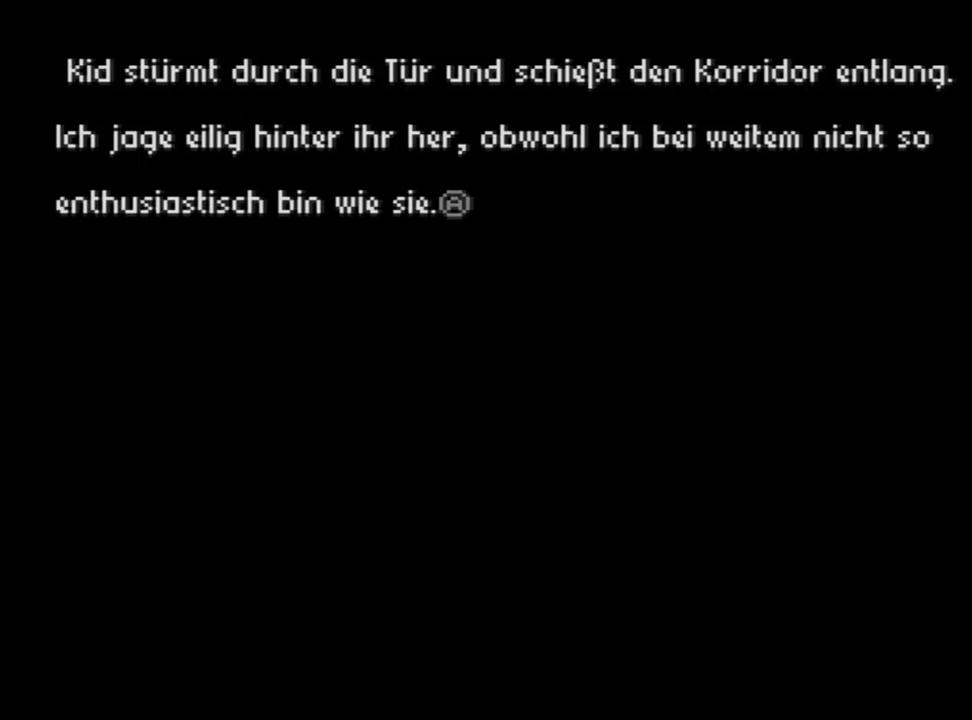 Kid stürmt durch die Tür und schießt den Korridor entlang.
Ich jage eilig hinter ihr her, obwohl ich bei weitem nicht so
enthusiastisch bin wie sie.Ⓐ